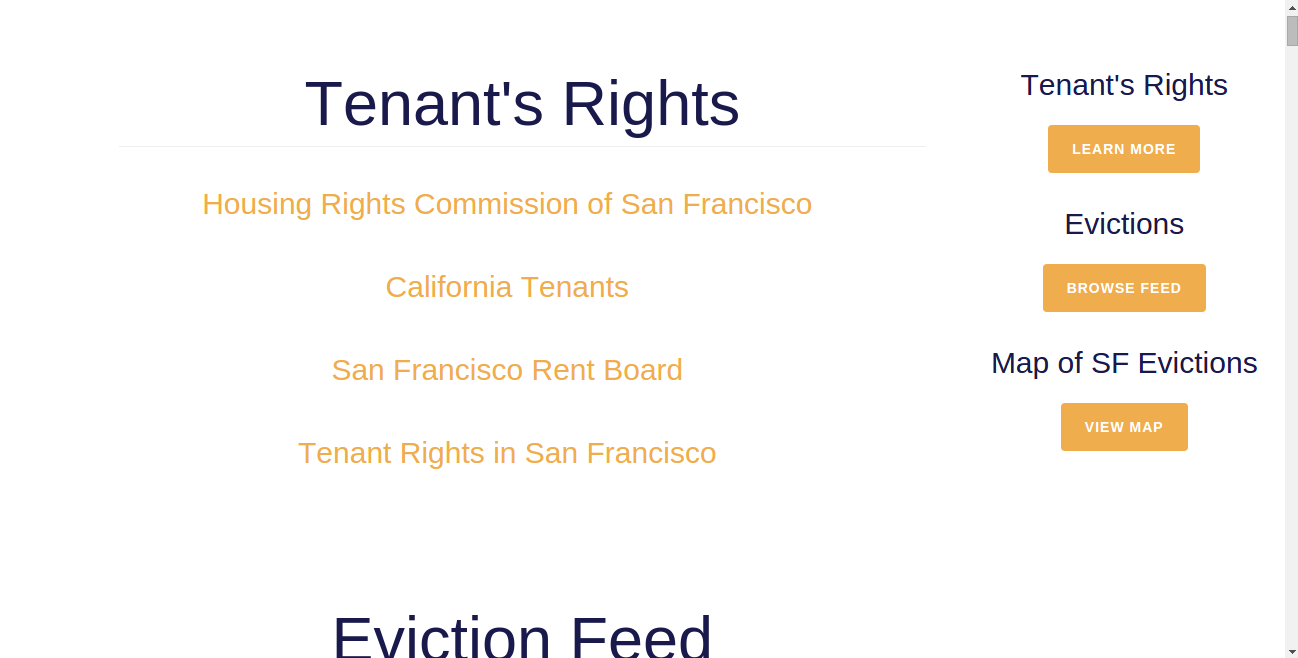 Tenant's Rights
Housing Rights Commission of San Francisco
California Tenants
San Francisco Rent Board
Tenant Rights in San Francisco
Eviction Feed
Tenant's Rights
LEARN MORE
Evictions
BROWSE FEED
Map of SF Evictions
VIEW MAP